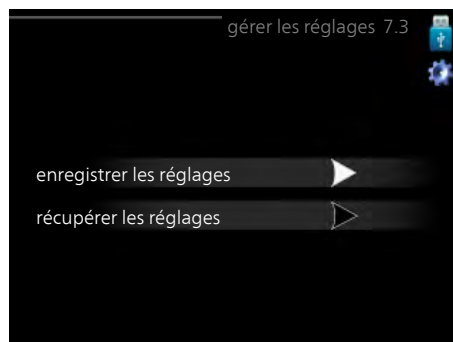 gérer les réglages 7.3
enregistrer les réglages
récupérer les réglages